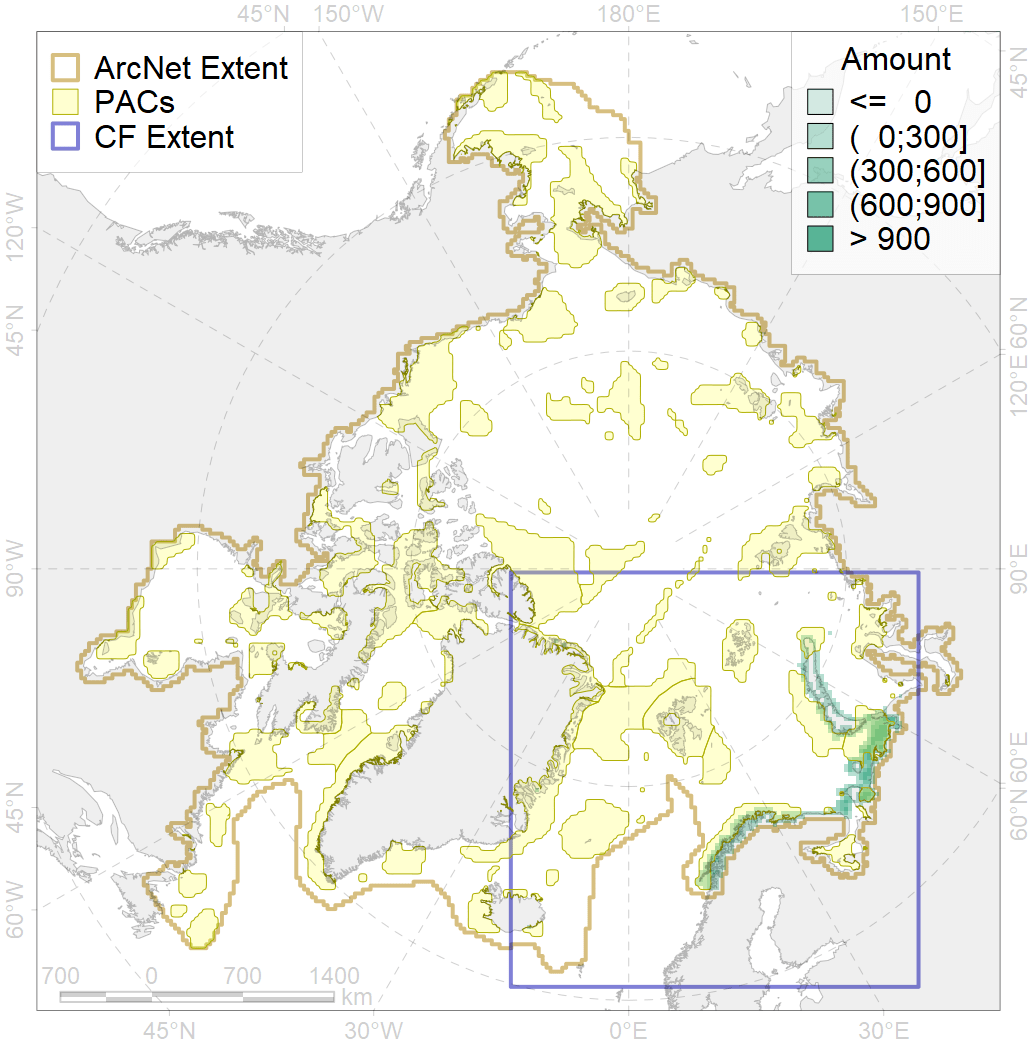 45°N 150°W 180°E 150°E
ArcNet Extent
PACs
CF Extent
Amount
<= 0
( 0;300]
(300;600]
(600;900]
> 900
45°N
120°W
45°N
60°N
120°E
90°W
90°E
60°E
45°N
60°N
60°W
700 0 700 1400
km
45°N 30°W 0°E 30°E